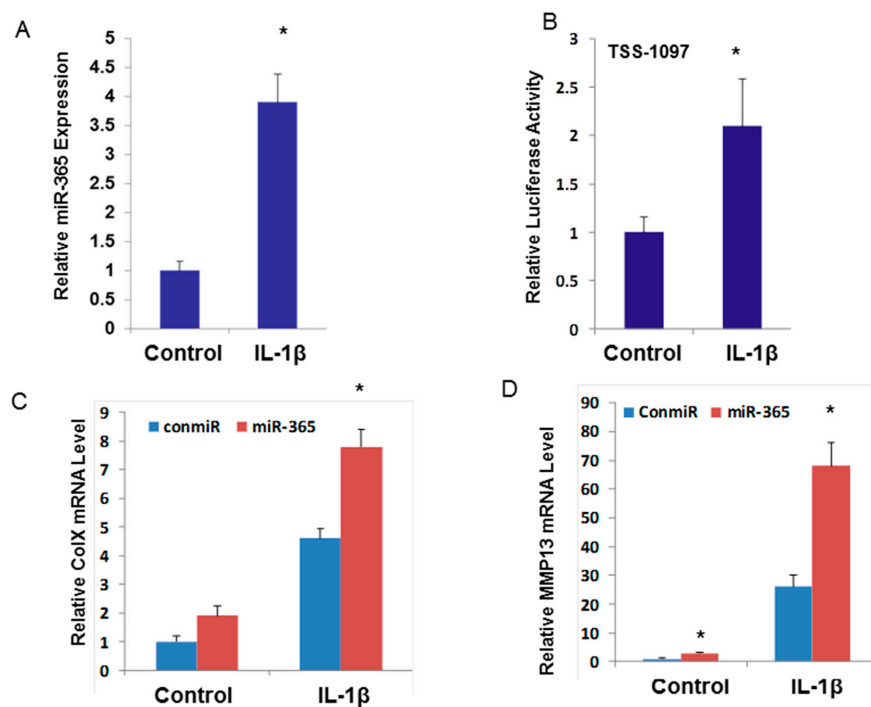 A
*
Relative miR-365 Expression
5
4.5
4
3.5
3
2.5
2
1.5
1
0.5
0
Control IL-1β
B
TSS-1097
*
Relative Luciferase Activity
3
2.5
2
1.5
1
0.5
0
Control IL-1β
C
*
conmiR miR-365
Relative ColX mRNA Level
9
8
7
6
5
4
3
2
1
0
Control IL-1β
D
*
ConmiR miR-365
Relative MMP13 mRNA Level
90
80
70
60
50
40
30
20
10
0
*
Control IL-1β